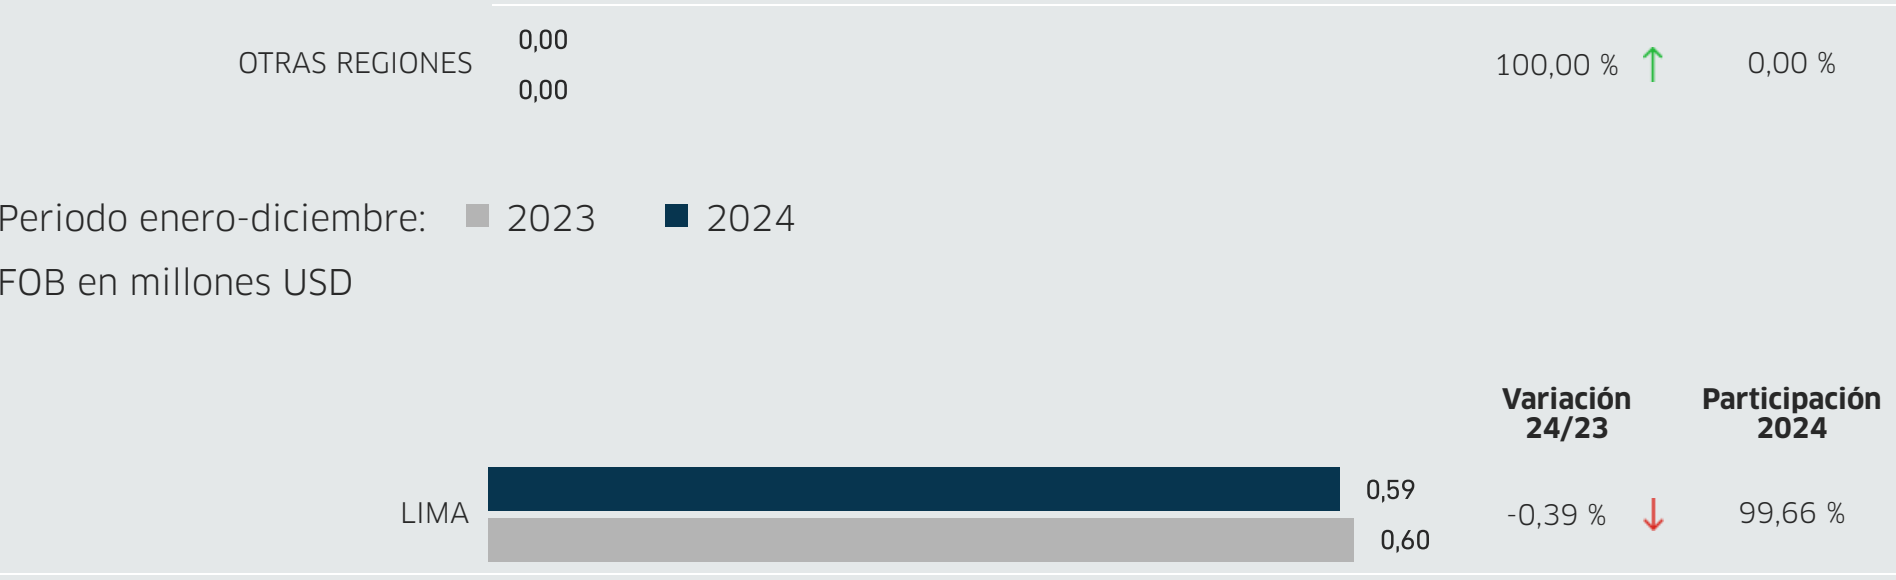 OTRAS REGIONES 0,00 0,00 100,00 % 0,00 %
Periodo enero-diciembre: 2023 2024
FOB en millones USD
Variación 24/23 Participación 2024
LIMA 0,59 0,60 -0,39 % 99,66 %